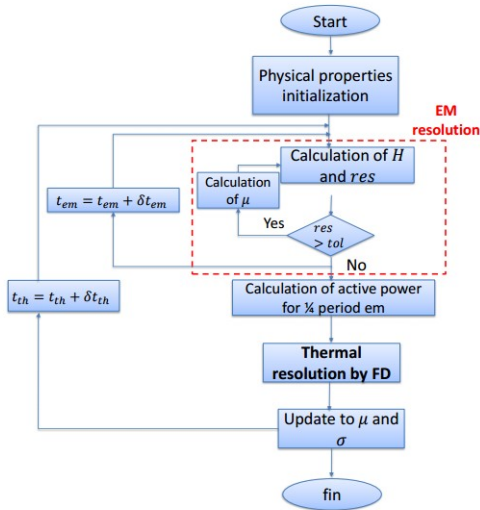 Start
Physical properties
initialization
EM
resolution
Calculation of H
and res
Calculation
of μ
t_em = t_em + δt_em
Yes
res
> tol
No
t_th = t_th + δt_th
Calculation of active power
for ¼ period em
Thermal
resolution by FD
Update to μ and
σ
fin